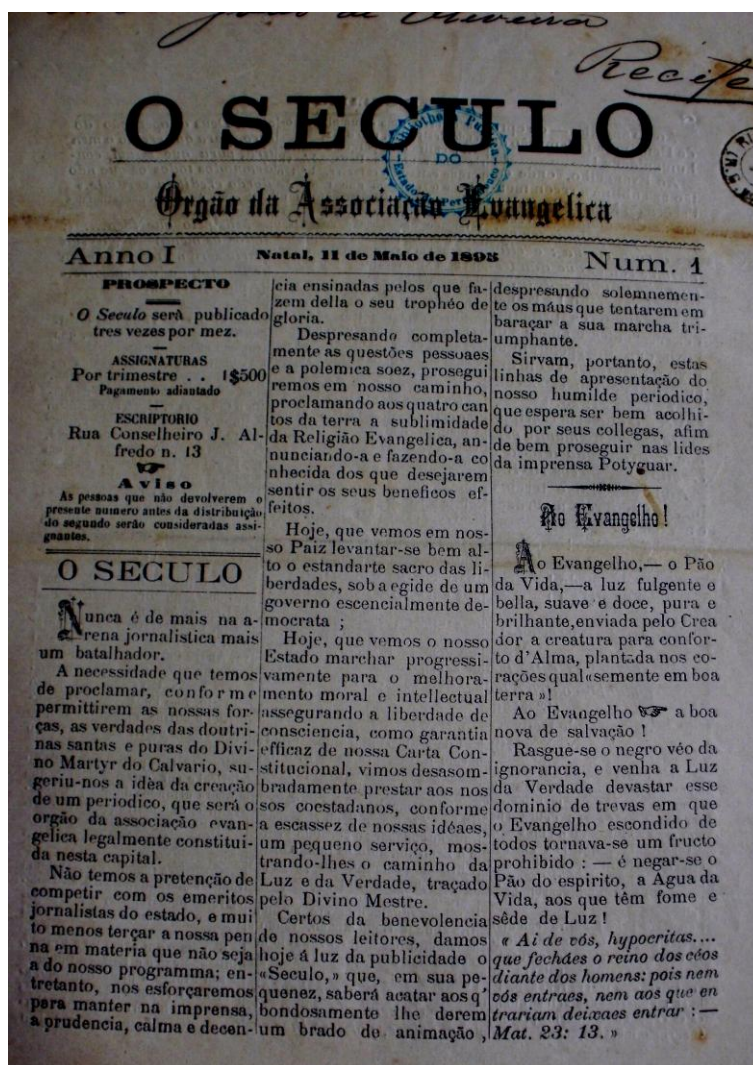 de Oliveira
Recife
O SECULO
DO
Orgão da Associação Evangelica
Anno I
Natal, 11 de Maio de 1895
Num. 1
PROSPECTO
O Seculo será publicado
tres vezes por mez.
ASSIGNATURAS
Por trimestre . . 1$500
Pagamento adiantado
ESCRIPTORIO
Rua Conselheiro J. Al-
fredo n. 13
Aviso
As pessoas que não devolverem o
presente numero antes da distribuição
do segundo serão consideradas assi-
gnantes.
O SECULO
Nunca é de mais na a-
rena jornalistica mais
um batalhador.
A necessidade que temos
de proclamar, conforme
permittirem as nossas for-
ças, as verdades das doutri-
nas santas e puras do Divi-
no Martyr do Calvario, su-
geriu-nos a idèa da creação
de um periodico, que será o
orgão da associação evan-
gelica legalmente constitui-
da nesta capital.
Não temos a pretenção de
competir com os emeritos
jornalistas do estado, e mui
to menos terçar a nossa pen
na em materia que não seja
a do nosso programma; en-
tretanto, nos esforçaremos
para manter na imprensa,
a prudencia, calma e decen-
cia ensinadas pelos que fa-
zem della o seu trophéo de
gloria.
Despresando completa-
mente as questões pessoaes
e a polemica soez, prosegui
remos em nosso caminho,
proclamando aos quatro can
tos da terra a sublimidade
da Religião Evangelica, an-
nunciando-a e fazendo-a co
nhecida dos que desejarem
sentir os seus beneficos ef-
feitos.
Hoje, que vemos em nos-
so Paiz levantar-se bem al-
to o estandarte sacro das li-
berdades, sob a egide de um
governo escencialmente de-
mocrata ;
Hoje, que vemos o nosso
Estado marchar progressi-
vamente para o melhora-
mento moral e intellectual
assegurando a liberdade de
consciencia, como garantia
efficaz de nossa Carta Con-
stitucional, vimos desasom-
bradamente prestar aos nos
sos coestadanos, conforme
a escassez de nossas idéaes,
um pequeno serviço, mos-
trando-lhes o caminho da
Luz e da Verdade, traçado
pelo Divino Mestre.
Certos da benevolencia
de nossos leitores, damos
hoje á luz da publicidade o
«Seculo,» que, em sua pe-
quenez, saberá acatar aos q'
bondosamente lhe derem
um brado de animação ,
despresando solemnemen-
te os máus que tentarem em
baraçar a sua marcha tri-
umphante.
Sirvam, portanto, estas
linhas de apresentação do
nosso humilde periodico,
que espera ser bem acolhi-
do por seus collegas, afim
de bem proseguir nas lides
da imprensa Potyguar.
Ao Evangelho !
Ao Evangelho,— o Pão
da Vida,—a luz fulgente e
bella, suave e doce, pura e
brilhante,enviada pelo Crea
dor a creatura para confor-
to d'Alma, plantada nos co-
rações qual «semente em boa
terra »!
Ao Evangelho ☞ a boa
nova de salvação !
Rasgue-se o negro véo da
ignorancia, e venha a Luz
da Verdade devastar esse
dominio de trevas em que
o Evangelho escondido de
todos tornava-se um fructo
prohibido : — é negar-se o
Pão do espirito, a Agua da
Vida, aos que têm fome e
sêde de Luz !
« Ai de vós, hypocritas....
que fechães o reino dos céos
diante dos homens: pois nem
vós entraes, nem aos que en
trariam deixaes entrar : —
Mat. 23: 13. »